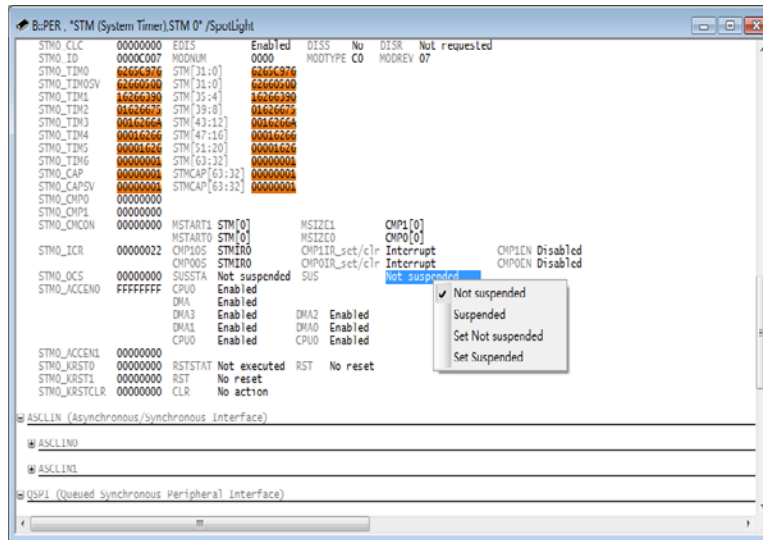 B::PER , "STM (System Timer),STM 0" /SpotLight
STM0_CLC 00000000 EDIS Enabled DISS No DISR Not requested
STM0_ID 0000C007 MODNUM 0000 MODTYPE C0 MODREV 07
STM0_TIM0 6265C976 STM[31:0] 6265C976
STM0_TIM0SV 62660500 STM[31:0] 62660500
STM0_TIM1 16266390 STM[35:4] 16266390
STM0_TIM2 01626675 STM[39:8] 01626675
STM0_TIM3 0016266A STM[43:12] 0016266A
STM0_TIM4 00016266 STM[47:16] 00016266
STM0_TIM5 00001626 STM[51:20] 00001626
STM0_TIM6 00000001 STM[63:32] 00000001
STM0_CAP 00000001 STMCAP[63:32] 00000001
STM0_CAPSV 00000001 STMCAP[63:32] 00000001
STM0_CMP0 00000000
STM0_CMP1 00000000
STM0_CMCON 00000000 MSTART1 STM[0] MSIZE1 CMP1[0]
MSTART0 STM[0] MSIZE0 CMP0[0]
STM0_ICR 00000022 CMP1OS STMIR0 CMP1IR_set/clr Interrupt CMP1EN Disabled
CMP0OS STMIR0 CMP0IR_set/clr Interrupt CMP0EN Disabled
STM0_OCS 00000000 SUSSTA Not suspended SUS Not suspended
STM0_ACCEN0 FFFFFFFF CPU0 Enabled
DMA Enabled
DMA3 Enabled DMA2 Enabled
DMA1 Enabled DMA0 Enabled
CPU0 Enabled CPU0 Enabled
STM0_ACCEN1 00000000
STM0_KRST0 00000000 RSTSTAT Not executed RST No reset
STM0_KRST1 00000000 RST No reset
STM0_KRSTCLR 00000000 CLR No action
Not suspended
Suspended
Set Not suspended
Set Suspended
ASCLIN (Asynchronous/Synchronous Interface)
ASCLIN0
ASCLIN1
QSPI (Queued Synchronous Peripheral Interface)